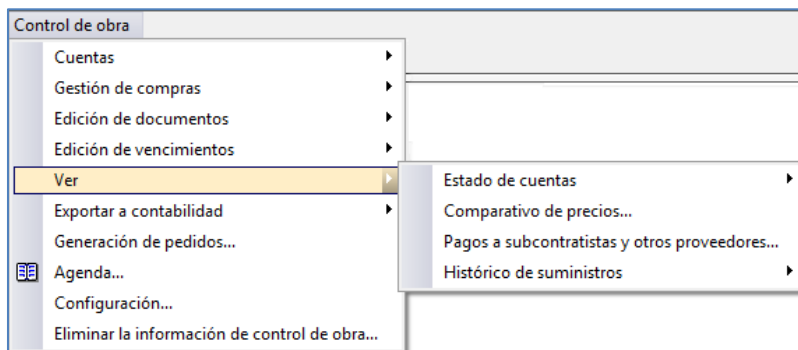 Control de obra
Cuentas
Gestión de compras
Edición de documentos
Edición de vencimientos
Ver
Exportar a contabilidad
Generación de pedidos...
Agenda...
Configuración...
Eliminar la información de control de obra...
Estado de cuentas
Comparativo de precios...
Pagos a subcontratistas y otros proveedores...
Histórico de suministros